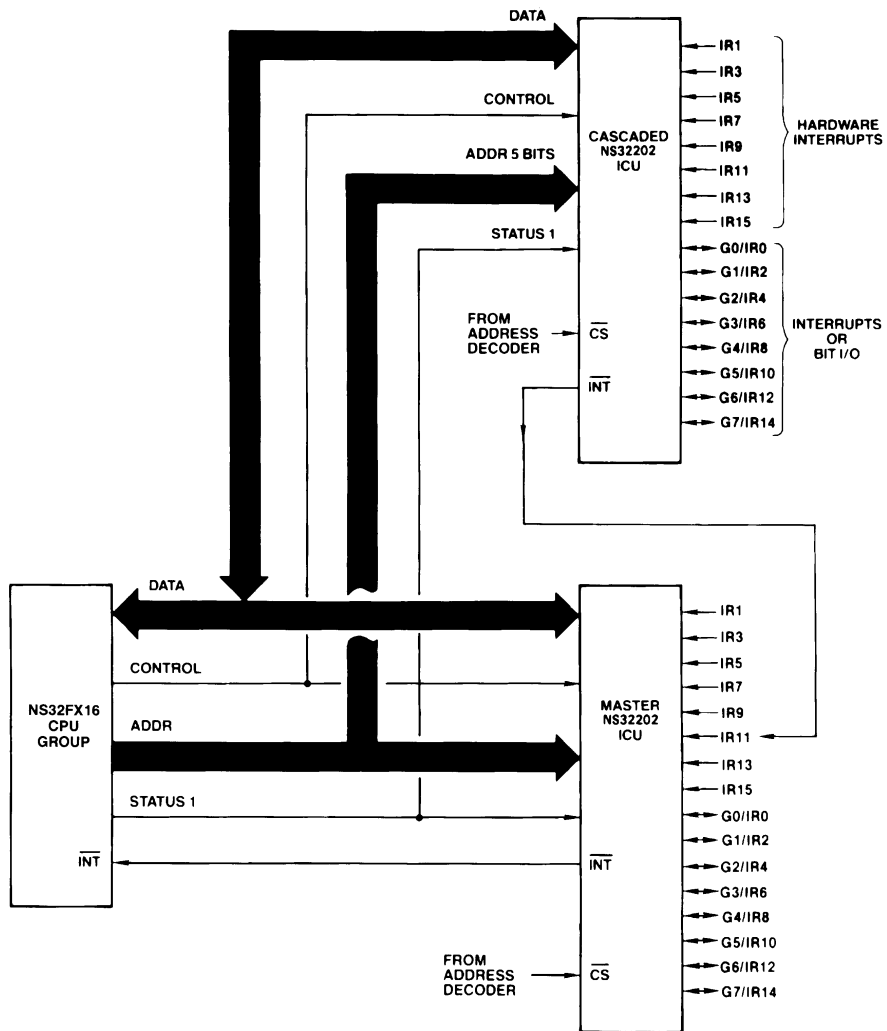 DATA
CONTROL
ADDR 5 BITS
STATUS 1
FROM
ADDRESS
DECODER
CASCADED
NS32202
ICU
CS
INT
IR1
IR3
IR5
IR7
IR9
IR11
IR13
IR15
G0/IR0
G1/IR2
G2/IR4
G3/IR6
G4/IR8
G5/IR10
G6/IR12
G7/IR14
HARDWARE
INTERRUPTS
INTERRUPTS
OR
BIT I/O
NS32FX16
CPU
GROUP
INT
DATA
CONTROL
ADDR
STATUS 1
FROM
ADDRESS
DECODER
MASTER
NS32202
ICU
INT
CS
IR1
IR3
IR5
IR7
IR9
IR11
IR13
IR15
G0/IR0
G1/IR2
G2/IR4
G3/IR6
G4/IR8
G5/IR10
G6/IR12
G7/IR14